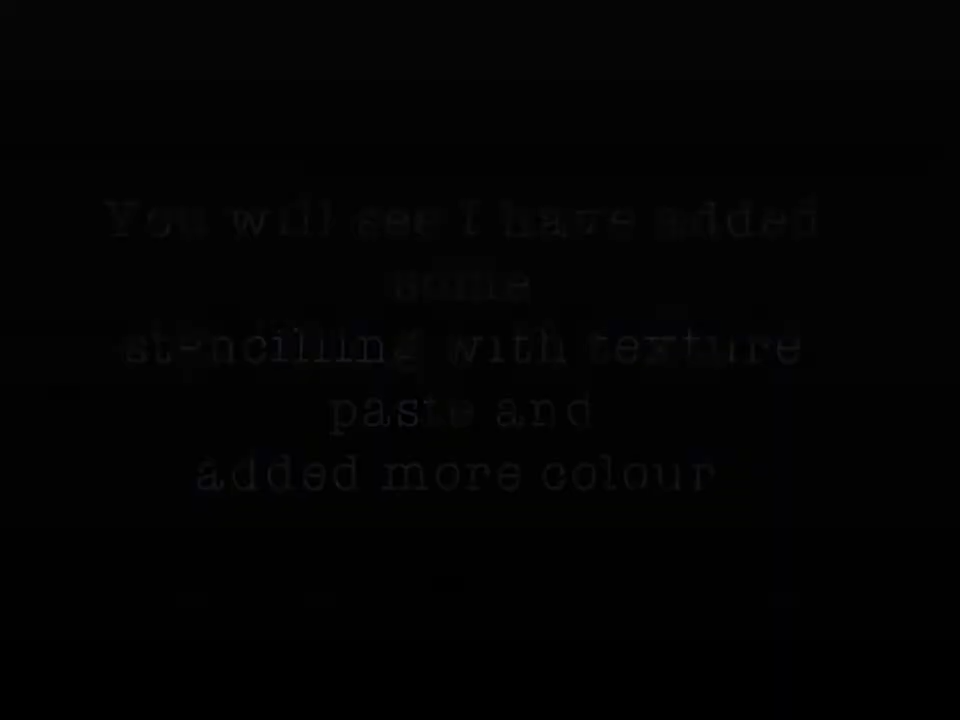 You will see I have added
some
stencilling with texture
paste and
added more colour